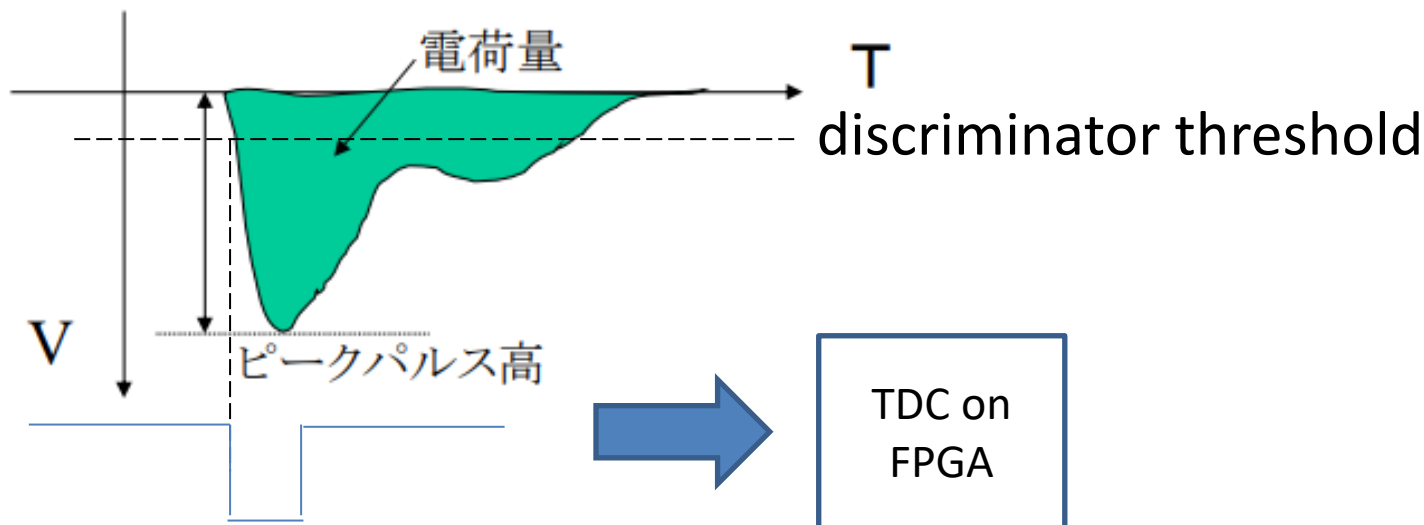 電荷量
T
discriminator threshold
V
ピークパルス高
TDC on
FPGA